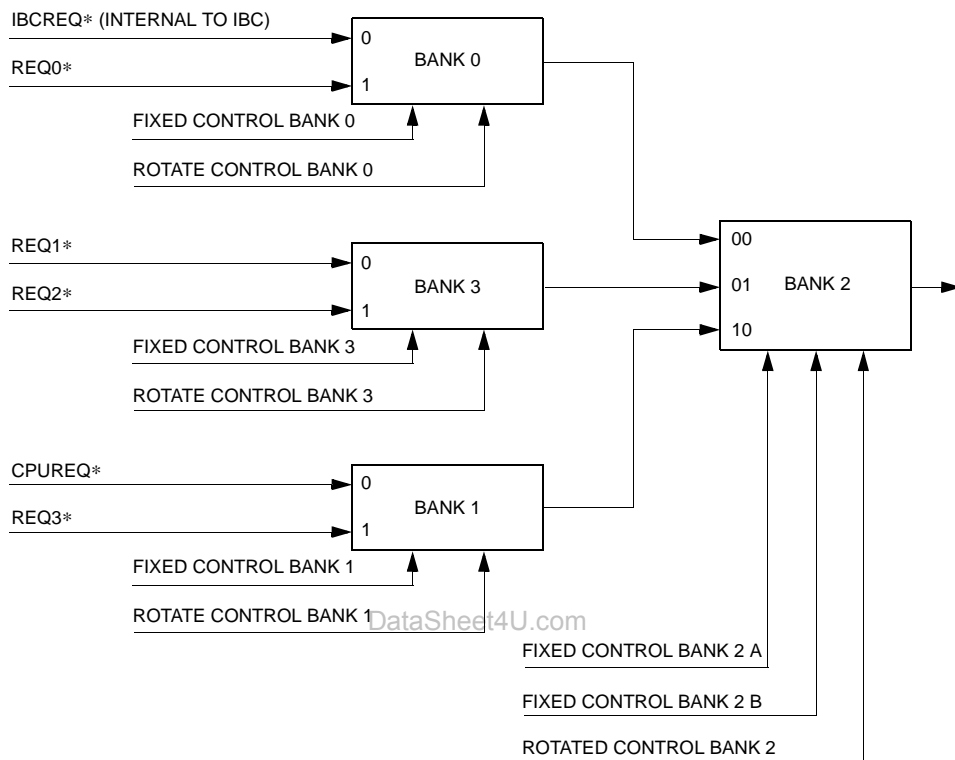 IBCREQ* (INTERNAL TO IBC)
0
BANK 0
REQ0*
1
FIXED CONTROL BANK 0
ROTATE CONTROL BANK 0
REQ1*
0
BANK 3
REQ2*
1
FIXED CONTROL BANK 3
ROTATE CONTROL BANK 3
00
01
BANK 2
10
CPUREQ*
0
BANK 1
REQ3*
1
FIXED CONTROL BANK 1
ROTATE CONTROL BANK 1
DataSheet4U.com
FIXED CONTROL BANK 2 A
FIXED CONTROL BANK 2 B
ROTATED CONTROL BANK 2